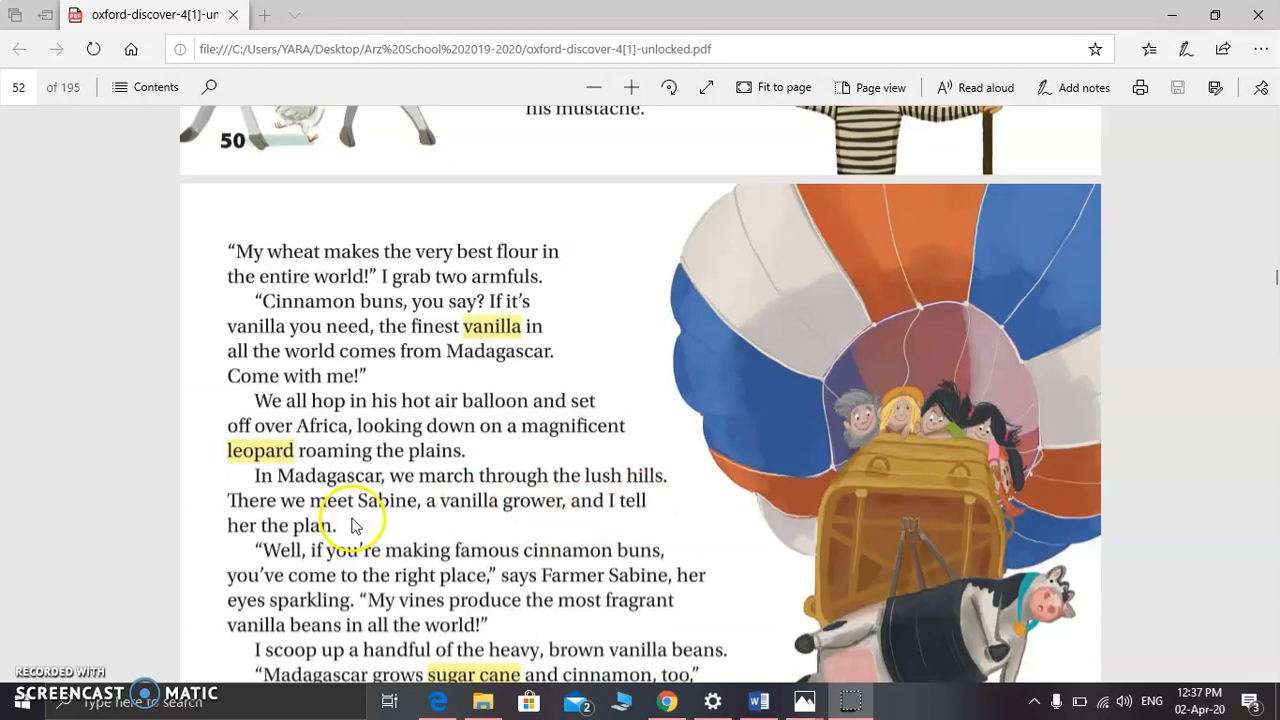 oxford-discover-4[1]-un
file:///C:/Users/YARA/Desktop/Arz%20School%202019-2020/oxford-discover-4[1]-unlocked.pdf
52 of 195 Contents Fit to page Page view Read aloud Add notes
his mustache.
50
“My wheat makes the very best flour in
the entire world!” I grab two armfuls.
“Cinnamon buns, you say? If it’s
vanilla you need, the finest vanilla in
all the world comes from Madagascar.
Come with me!”
We all hop in his hot air balloon and set
off over Africa, looking down on a magnificent
leopard roaming the plains.
In Madagascar, we march through the lush hills.
There we meet Sabine, a vanilla grower, and I tell
her the plan.
“Well, if you’re making famous cinnamon buns,
you’ve come to the right place,” says Farmer Sabine, her
eyes sparkling. “My vines produce the most fragrant
vanilla beans in all the world!”
I scoop up a handful of the heavy, brown vanilla beans.
“Madagascar grows sugar cane and cinnamon, too,”
RECORDED WITH
SCREENCAST MATIC
Type here to search
2
ENG
12:37 PM
02-Apr-20
3